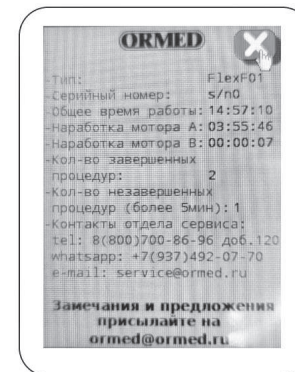 ORMED
-Тип: FlexF01
-Серийный номер: s/n0
-Общее время работы: 14:57:10
-Наработка мотора A: 03:55:46
-Наработка мотора B: 00:00:07
-Кол-во завершенных
процедур: 2
-Кол-во незавершенных
процедур (более 5мин): 1
-Контакты отдела сервиса:
tel: 8(800)700-86-96 доб.120
whatsapp: +7(937)492-07-70
e-mail: service@ormed.ru
Замечания и предложения
присылайте на
ormed@ormed.ru